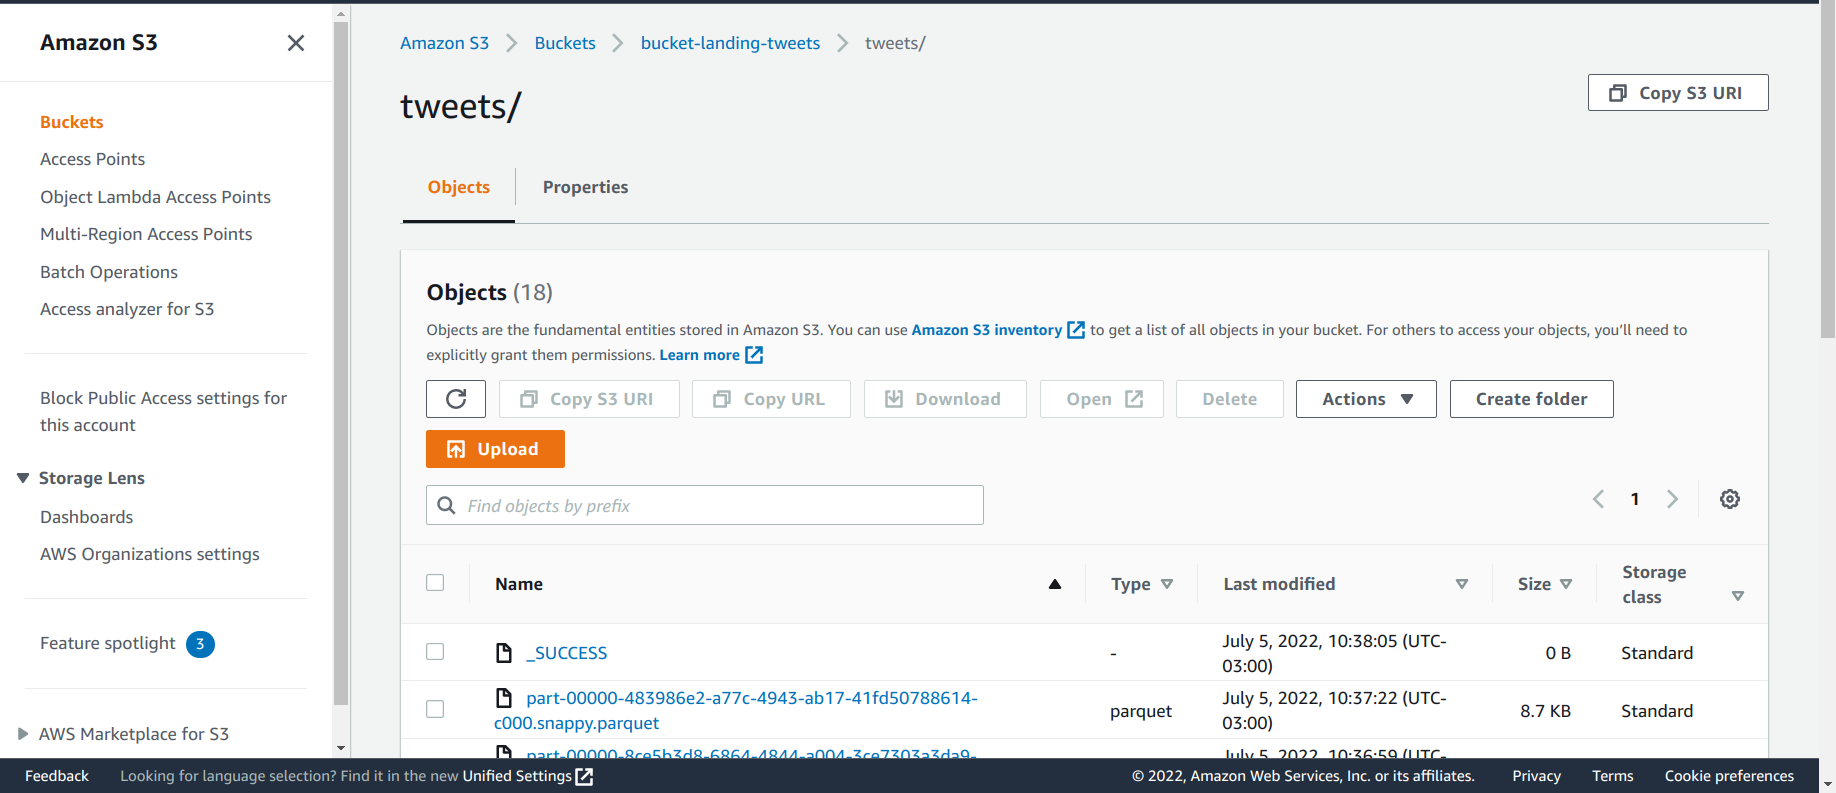 Amazon S3
Buckets
Access Points
Object Lambda Access Points
Multi-Region Access Points
Batch Operations
Access analyzer for S3
Block Public Access settings for
this account
Storage Lens
Dashboards
AWS Organizations settings
Feature spotlight 3
AWS Marketplace for S3
Amazon S3 Buckets bucket-landing-tweets tweets/
tweets/
Copy S3 URI
Objects Properties
Objects (18)
Objects are the fundamental entities stored in Amazon S3. You can use Amazon S3 inventory to get a list of all objects in your bucket. For others to access your objects, you'll need to
explicitly grant them permissions. Learn more
Copy S3 URI Copy URL Download Open Delete Actions Create folder
Upload
Find objects by prefix
1
Name Type Last modified Size Storage
class
_SUCCESS - July 5, 2022, 10:38:05 (UTC-
03:00) 0 B Standard
part-00000-483986e2-a77c-4943-ab17-41fd50788614-
c000.snappy.parquet parquet July 5, 2022, 10:37:22 (UTC-
03:00) 8.7 KB Standard
part-00000-8ce5b3d8-6864-4844-a004-3ce7303a3da9- July 5, 2022, 10:36:59 (UTC-
Feedback Looking for language selection? Find it in the new Unified Settings © 2022, Amazon Web Services, Inc. or its affiliates. Privacy Terms Cookie preferences